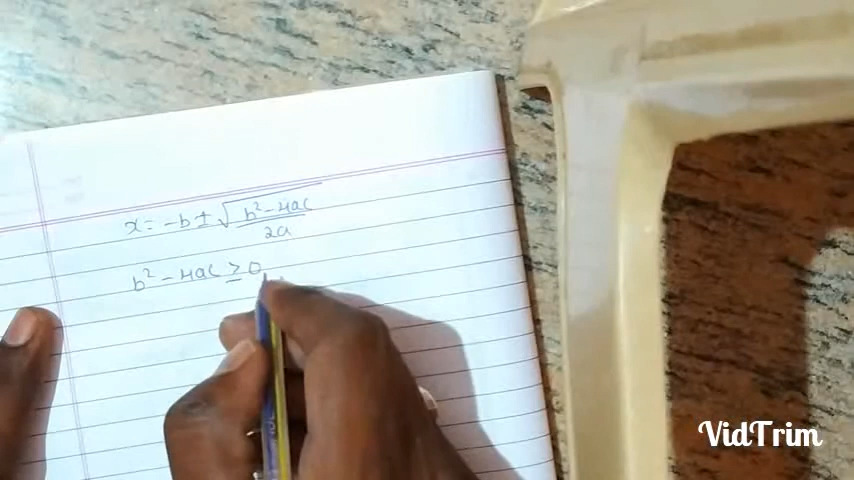 x = -b ± √b² - 4ac / 2a
b² - 4ac ≥ 0
VidTrim